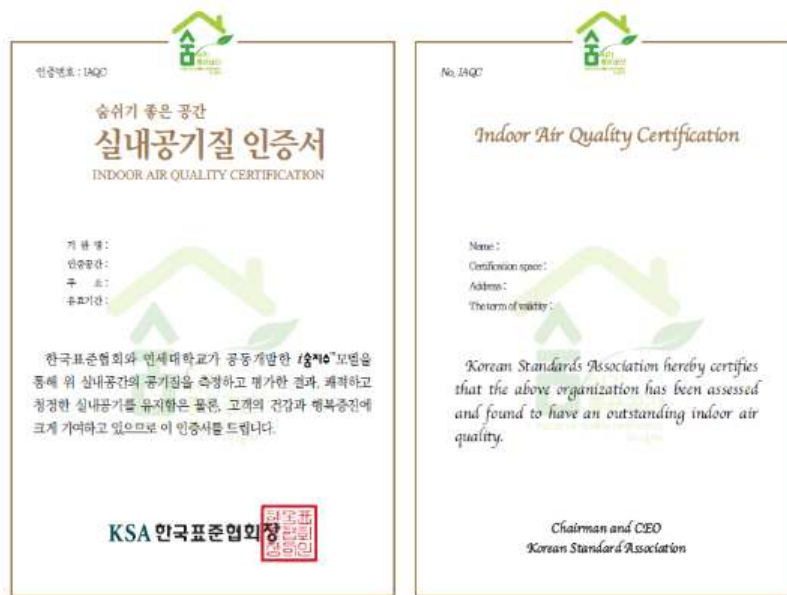 숨
인증번호 : IAQC
숨쉬기 좋은 공간
실내공기질 인증서
INDOOR AIR QUALITY CERTIFICATION
기 관 명 :
인증공간 :
주 소 :
유효기간 :
한국표준협회와 연세대학교가 공동개발한 i숨지수™모델을
통해 위 실내공간의 공기질을 측정하고 평가한 결과, 쾌적하고
청정한 실내공기를 유지함은 물론, 고객의 건강과 행복증진에
크게 기여하고 있으므로 이 인증서를 드립니다.
KSA 한국표준협회장
숨
No. IAQC
Indoor Air Quality Certification
Name :
Certification space :
Address :
The term of validity :
Korean Standards Association hereby certifies
that the above organization has been assessed
and found to have an outstanding indoor air
quality.
Chairman and CEO
Korean Standard Association